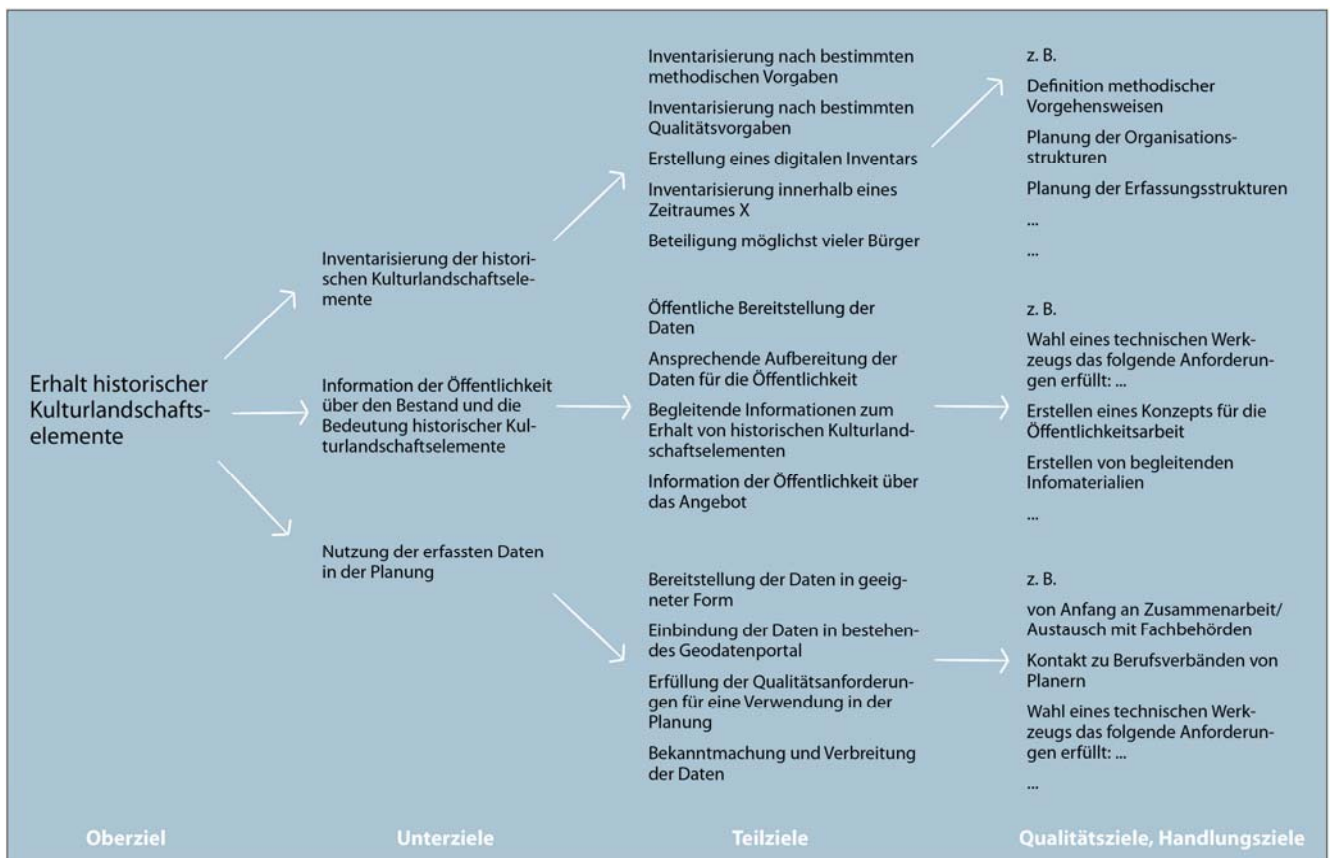 Erhalt historischer
Kulturlandschafts-
elemente
Inventarisierung der histori-
schen Kulturlandschaftsele-
mente
Information der Öffentlichkeit
über den Bestand und die
Bedeutung historischer Kul-
turlandschaftselemente
Nutzung der erfassten Daten
in der Planung
Inventarisierung nach bestimmten
methodischen Vorgaben
Inventarisierung nach bestimmten
Qualitätsvorgaben
Erstellung eines digitalen Inventars
Inventarisierung innerhalb eines
Zeitraumes X
Beteiligung möglichst vieler Bürger
Öffentliche Bereitstellung der
Daten
Ansprechende Aufbereitung der
Daten für die Öffentlichkeit
Begleitende Informationen zum
Erhalt von historischen Kulturland-
schaftselementen
Information der Öffentlichkeit über
das Angebot
Bereitstellung der Daten in geeig-
neter Form
Einbindung der Daten in bestehen-
des Geodatenportal
Erfüllung der Qualitätsanforderun-
gen für eine Verwendung in der
Planung
Bekanntmachung und Verbreitung
der Daten
z. B.
Definition methodischer
Vorgehensweisen
Planung der Organisations-
strukturen
Planung der Erfassungsstrukturen
...
...
z. B.
Wahl eines technischen Werk-
zeugs das folgende Anforderun-
gen erfüllt: ...
Erstellen eines Konzepts für die
Öffentlichkeitsarbeit
Erstellen von begleitenden
Infomaterialien
...
z. B.
von Anfang an Zusammenarbeit/
Austausch mit Fachbehörden
Kontakt zu Berufsverbänden von
Planern
Wahl eines technischen Werk-
zeugs das folgende Anforderun-
gen erfüllt: ...
...
Oberziel
Unterziele
Teilziele
Qualitätsziele, Handlungsziele